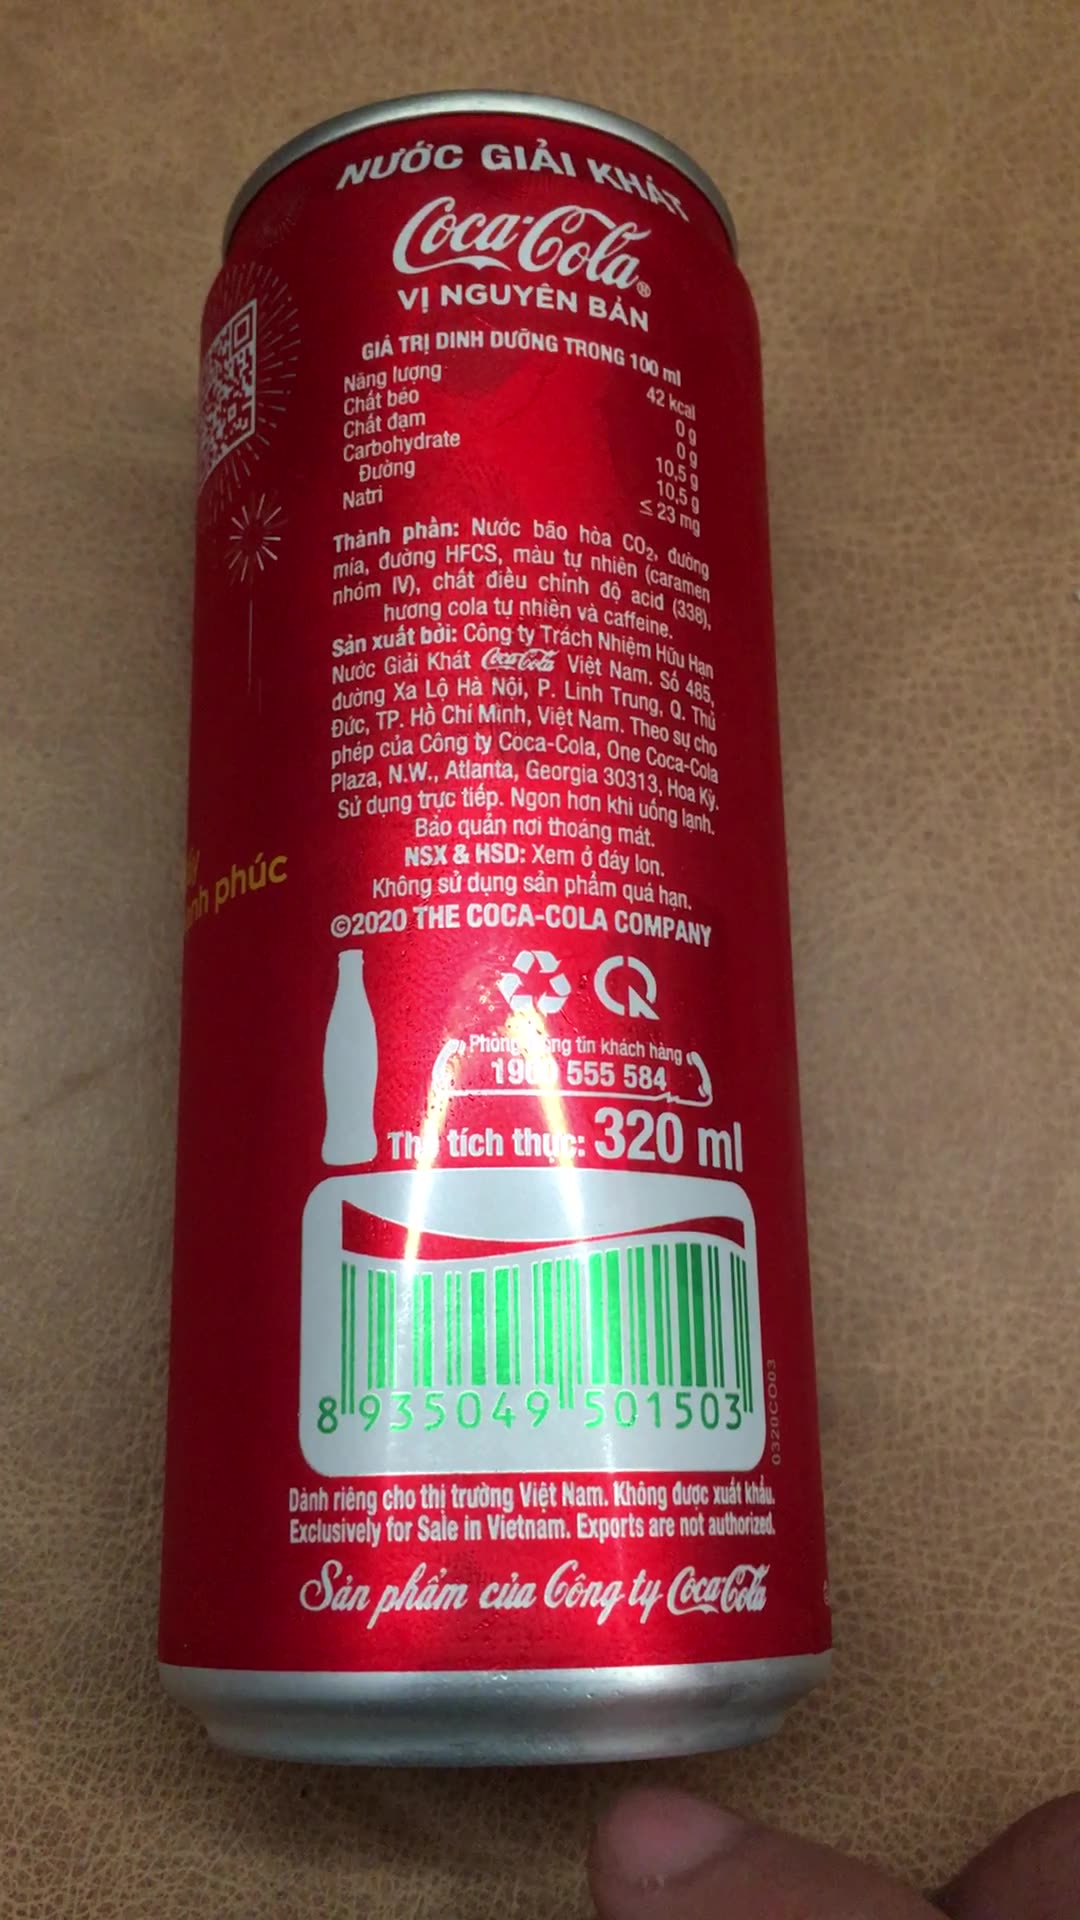 NƯỚC GIẢI KHÁT
Coca-Cola®
VỊ NGUYÊN BẢN
GIÁ TRỊ DINH DƯỠNG TRONG 100 ml
Năng lượng 42 kcal
Chất béo 0 g
Chất đạm 0 g
Carbohydrate 10,5 g
Đường 10,5 g
Natri ≤ 23 mg
Thành phần: Nước bão hòa CO₂, đường
mía, đường HFCS, màu tự nhiên (caramen
nhóm IV), chất điều chỉnh độ acid (338),
hương cola tự nhiên và caffeine.
Sản xuất bởi: Công ty Trách Nhiệm Hữu Hạn
Nước Giải Khát Coca-Cola Việt Nam. Số 485,
đường Xa Lộ Hà Nội, P. Linh Trung, Q. Thủ
Đức, TP. Hồ Chí Minh, Việt Nam. Theo sự cho
phép của Công ty Coca-Cola, One Coca-Cola
Plaza, N.W., Atlanta, Georgia 30313, Hoa Kỳ.
Sử dụng trực tiếp. Ngon hơn khi uống lạnh.
Bảo quản nơi thoáng mát.
NSX & HSD: Xem ở đáy lon.
Không sử dụng sản phẩm quá hạn.
©2020 THE COCA-COLA COMPANY
phúc
tin khách hàng
555 584
tích thực: 320 ml
8 935049 501503
0320CO03
Dành riêng cho thị trường Việt Nam. Không được xuất khẩu.
Exclusively for Sale in Vietnam. Exports are not authorized.
Sản phẩm của Công ty Coca-Cola